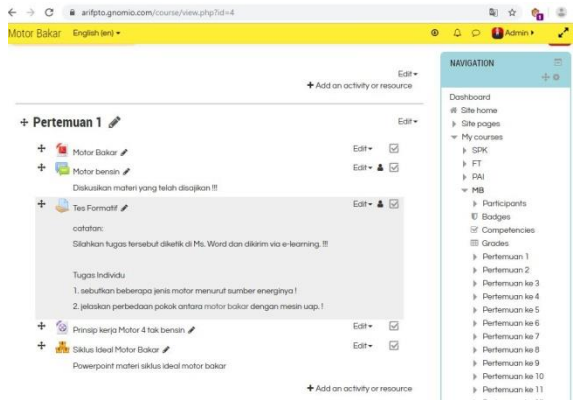 arifpto.gnomio.com/course/view.php?id=4
Motor Bakar English (en)
Admin
Edit
+ Add an activity or resource
Pertemuan 1
Edit
Motor Bakar
Edit
Motor bensin
Edit
Diskusikan materi yang telah disajikan !!!
Tes Formatif
Edit
catatan:
Silahkan tugas tersebut diketik di Ms. Word dan dikirim via e-learning. !!!
Tugas Individu
1. sebutkan beberapa jenis motor menurut sumber energinya !
2. jelaskan perbedaan pokok antara motor bakar dengan mesin uap. !
Prinsip kerja Motor 4 tak bensin
Edit
Siklus Ideal Motor Bakar
Edit
Powerpoint materi siklus ideal motor bakar
+ Add an activity or resource
NAVIGATION
Dashboard
Site home
Site pages
My courses
SPK
FT
PAI
MB
Participants
Badges
Competencies
Grades
Pertemuan 1
Pertemuan 2
Pertemuan ke 3
Pertemuan ke 4
Pertemuan ke 5
Pertemuan ke 6
Pertemuan ke 7
Pertemuan ke 8
Pertemuan ke 9
Pertemuan ke 10
Pertemuan ke 11